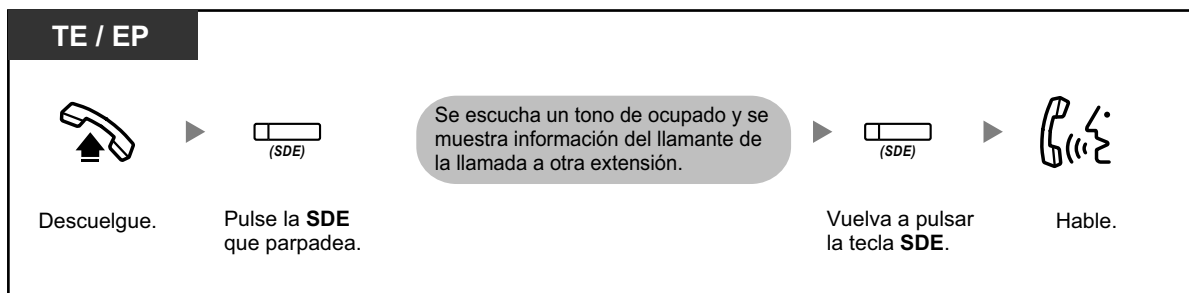 TE / EP
(SDE)
Se escucha un tono de ocupado y se
muestra información del llamante de
la llamada a otra extensión.
(SDE)
Descuelgue.
Pulse la SDE
que parpadea.
Vuelva a pulsar
la tecla SDE.
Hable.